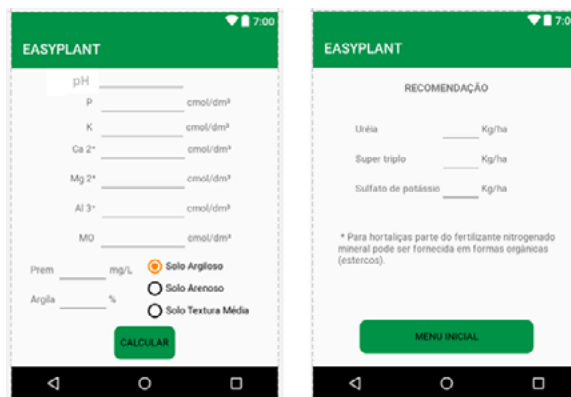 7:00
EASYPLANT
pH
P cmol/dm³
K cmol/dm³
Ca 2⁺ cmol/dm³
Mg 2⁺ cmol/dm³
Al 3⁺ cmol/dm³
MO cmol/dm³
Prem mg/L
Argila %
Solo Argiloso
Solo Arenoso
Solo Textura Média
CALCULAR
7:00
EASYPLANT
RECOMENDAÇÃO
Uréia Kg/ha
Super triplo Kg/ha
Sulfato de potássio Kg/ha
* Para hortaliças parte do fertilizante nitrogenado
mineral pode ser fornecida em formas orgânicas
(estercos).
MENU INICIAL